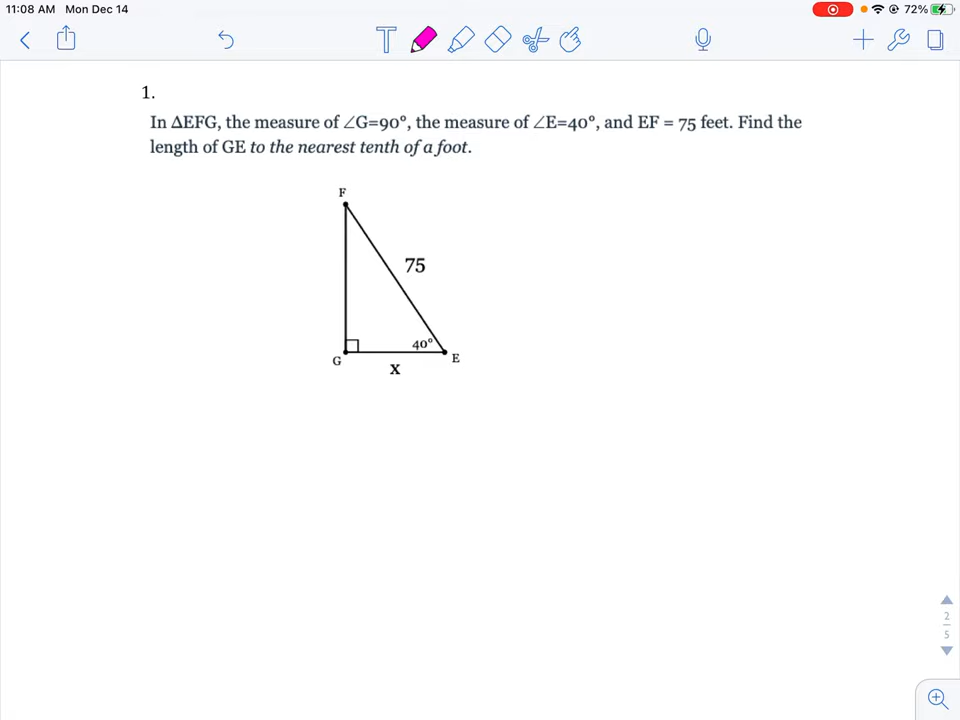 11:08 AM Mon Dec 14
72%
T
1.
In ΔEFG, the measure of ∠G=90°, the measure of ∠E=40°, and EF = 75 feet. Find the
length of GE to the nearest tenth of a foot.
F
75
40°
G
E
x
2
5